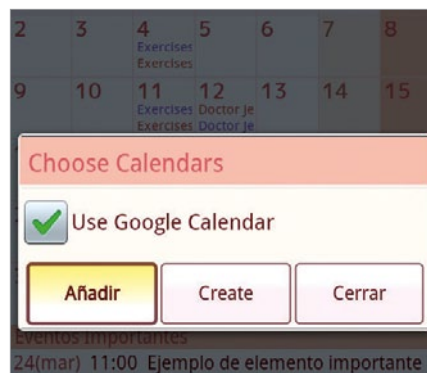 2 3 4 5 6 7 8
Exercises
Exercises
9 10 11 12 13 14 15
Exercises Doctor Je
Exercises Doctor Je
Choose Calendars
Use Google Calendar
Añadir Create Cerrar
Eventos Importantes
24(mar) 11:00 Ejemplo de elemento importante